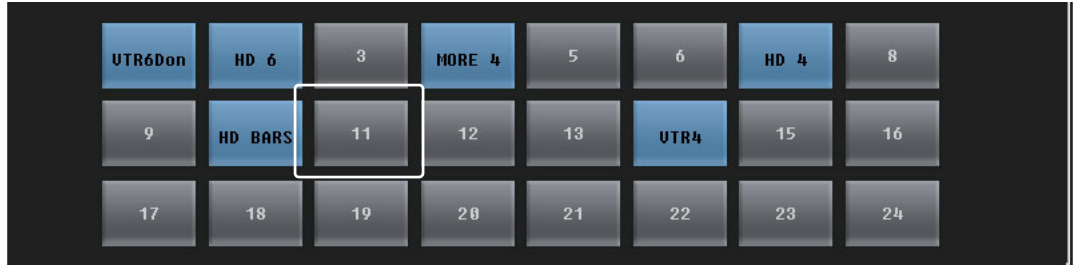 VTR6Don HD 6 3 MORE 4 5 6 HD 4 8
9 HD BARS 11 12 13 VTR4 15 16
17 18 19 20 21 22 23 24